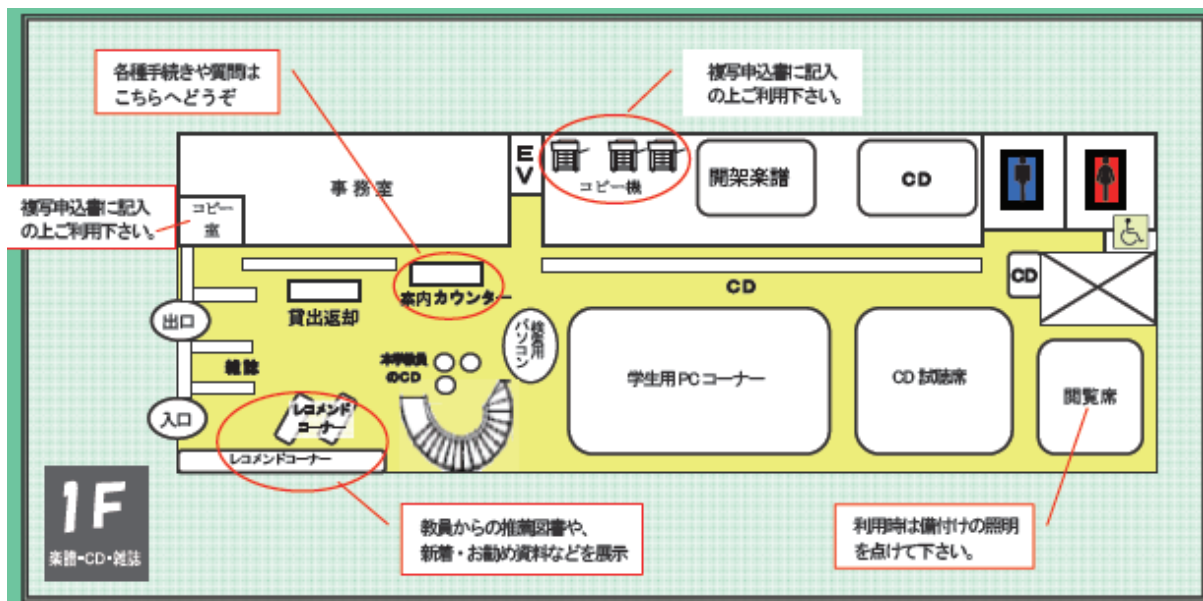 各種手続きや質問は
こちらへどうぞ
複写申込書に記入
の上ご利用下さい。
EV
コピー機
開架楽譜
CD
事務室
複写申込書に記入
の上ご利用下さい。
コピー
室
CD
CD
案内カウンター
貸出返却
出口
検索用
パソコン
雑誌
本学教員
のCD
学生用PCコーナー
CD試聴席
閲覧席
レコメンド
コーナー
入口
レコメンドコーナー
1F
楽譜・CD・雑誌
教員からの推薦図書や、
新着・お勧め資料などを展示
利用時は備付けの照明
を点けて下さい。